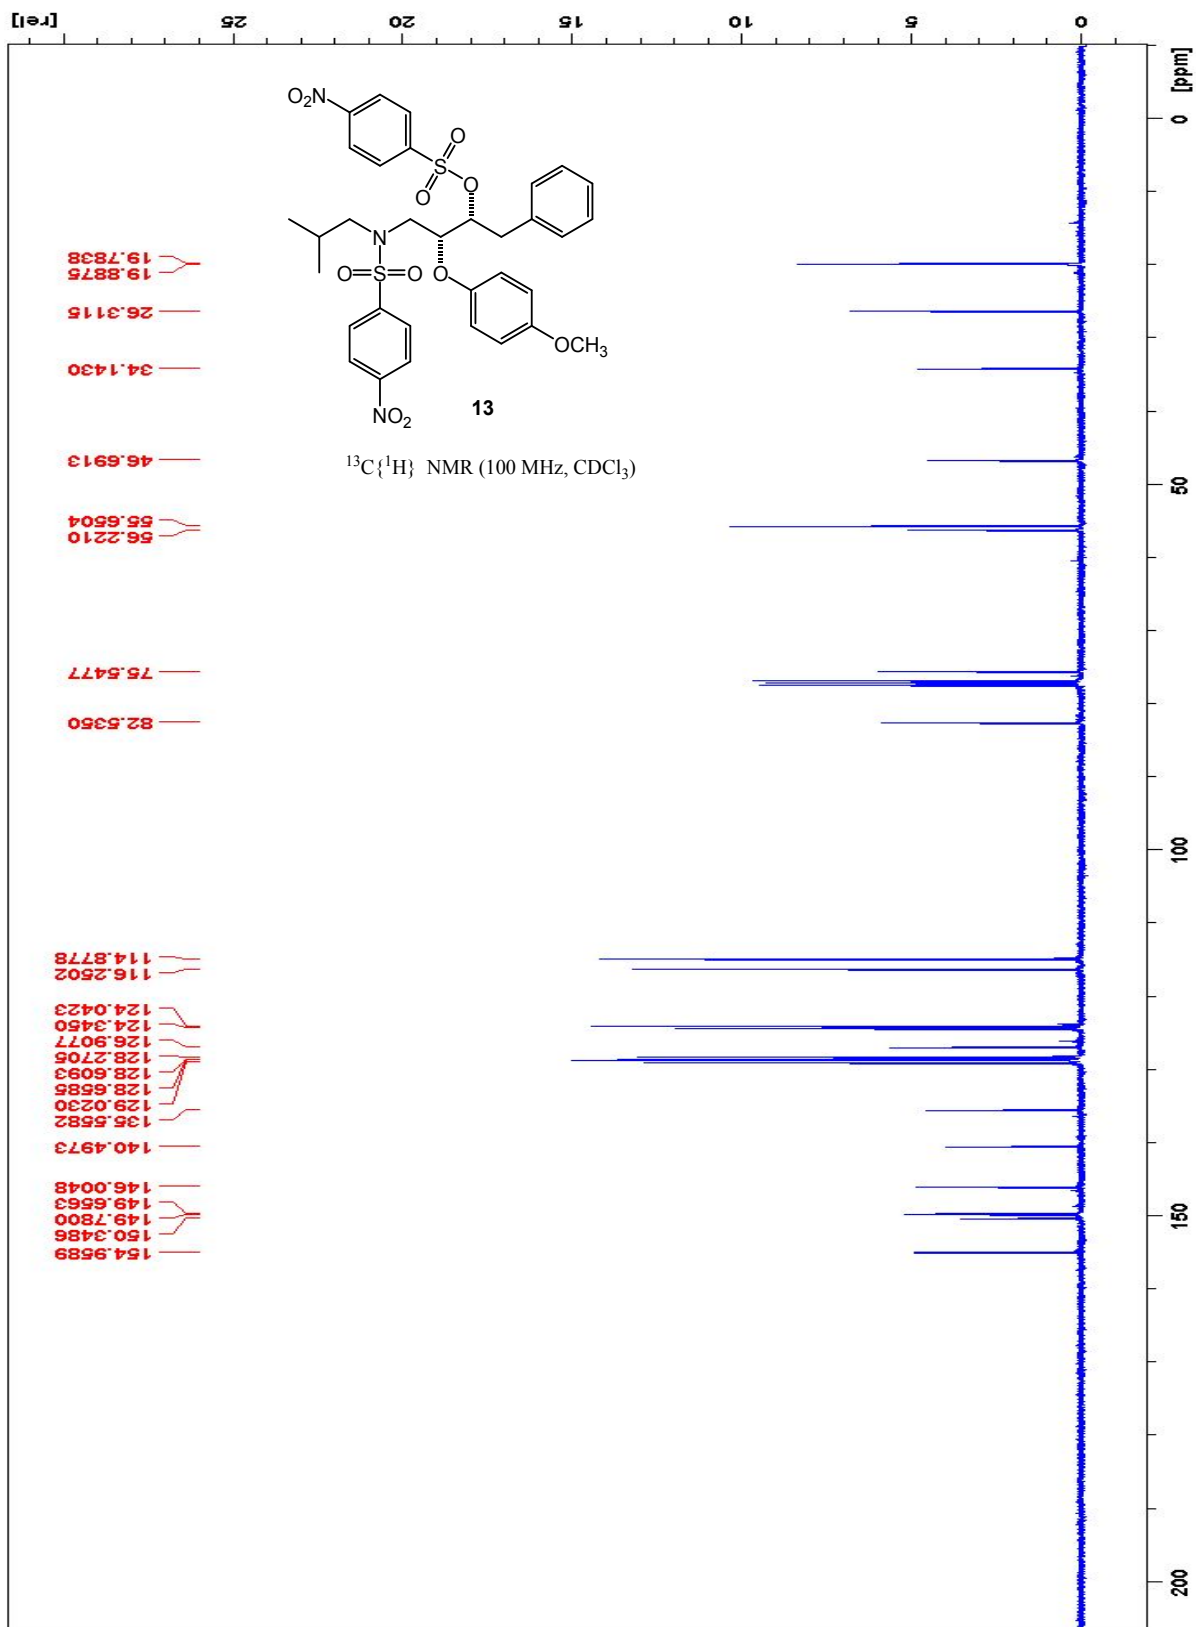 [rel]
25
20
15
10
5
0
[ppm]
0
50
100
150
200
O₂N
O
S
O
O
N
O
S
O
O
OCH₃
NO₂
13
¹³C{¹H} NMR (100 MHz, CDCl₃)
19.7838
19.8875
26.3115
34.1430
46.6913
55.6504
56.2210
75.5477
82.5350
114.8778
116.2502
124.0423
124.3450
126.9077
128.2705
128.6093
128.6585
129.0230
135.5582
140.4973
146.0048
149.6563
149.7800
150.3486
154.9589